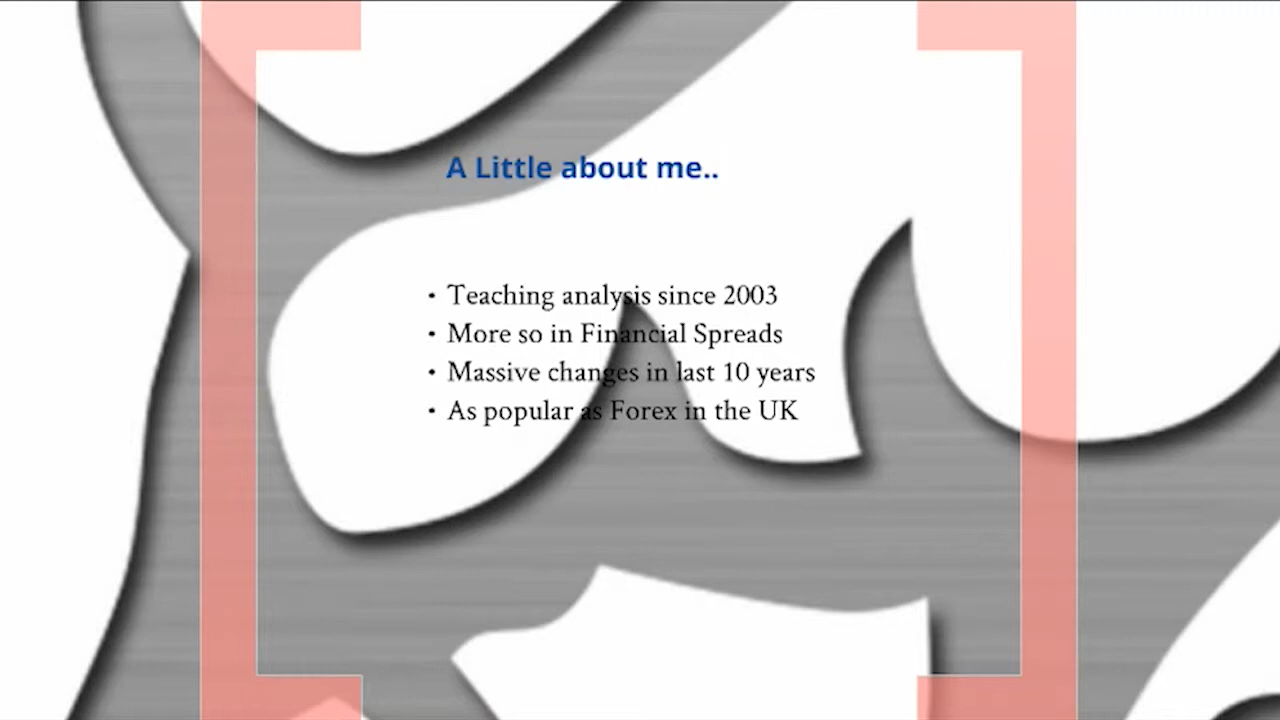 A Little about me..
• Teaching analysis since 2003
• More so in Financial Spreads
• Massive changes in last 10 years
• As popular as Forex in the UK